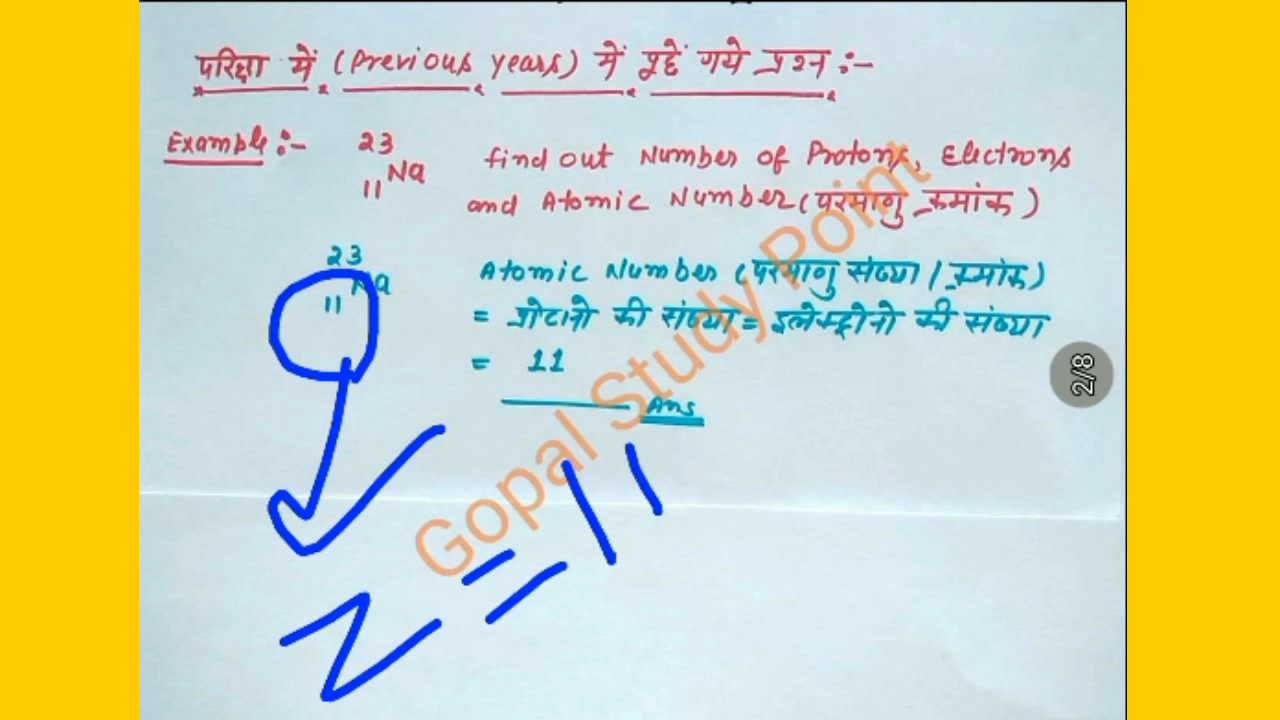 परिक्षा में (Previous years) में पूछे गये प्रश्न :-
Example :- 23 11 Na find out Number of Protons, Electrons
and Atomic Number (परमाणु क्रमांक)
23 11 Na Atomic Number (परमाणु संख्या / क्रमांक)
= प्रोटानो की संख्या = इलेक्ट्रोनो की संख्या
= 11
Ans
Z = 11
Gopal Study Point
2/8